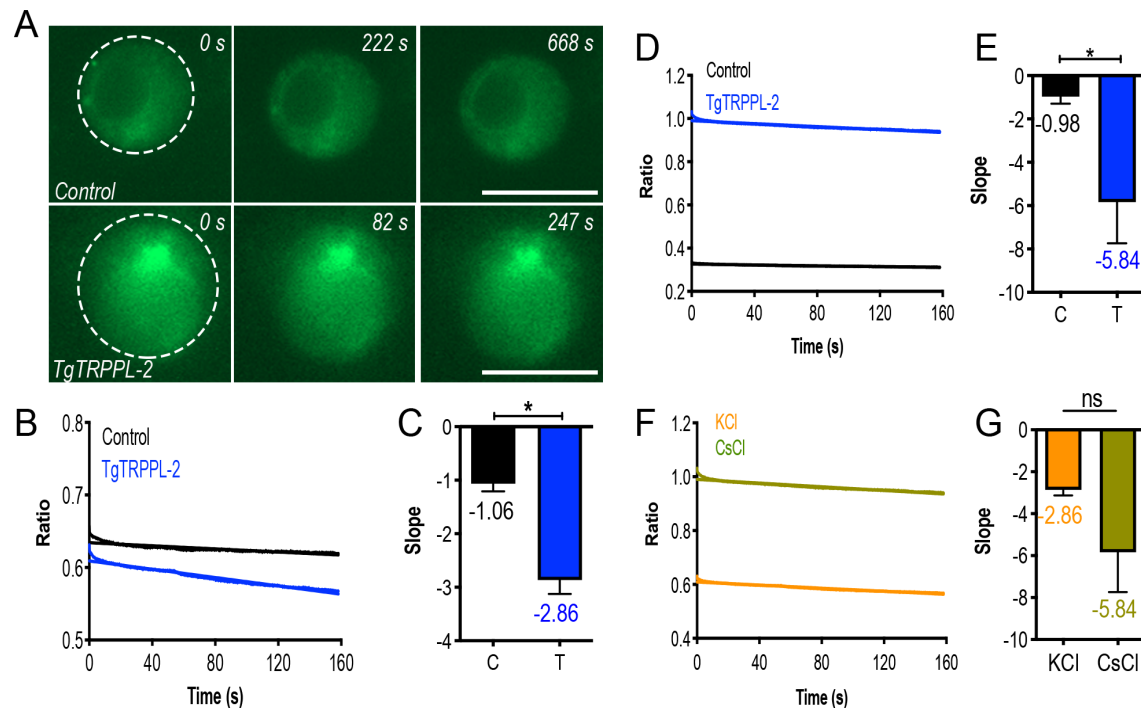 A
0 s
222 s
668 s
Control
0 s
82 s
247 s
TgTRPPL-2
B
0.8
0.7
0.6
0.5
Ratio
Control
TgTRPPL-2
0 40 80 120 160
Time (s)
C
*
0
-1
-2
-3
-4
Slope
-1.06
-2.86
C T
D
Control
TgTRPPL-2
1.2
1.0
0.8
0.6
0.4
0.2
Ratio
0 40 80 120 160
Time (s)
E
*
0
-2
-4
-6
-8
-10
Slope
-0.98
-5.84
C T
F
KCl
CsCl
1.2
1.0
0.8
0.6
0.4
Ratio
0 40 80 120 160
Time (s)
G
ns
0
-2
-4
-6
-8
-10
Slope
-2.86
-5.84
KCl CsCl